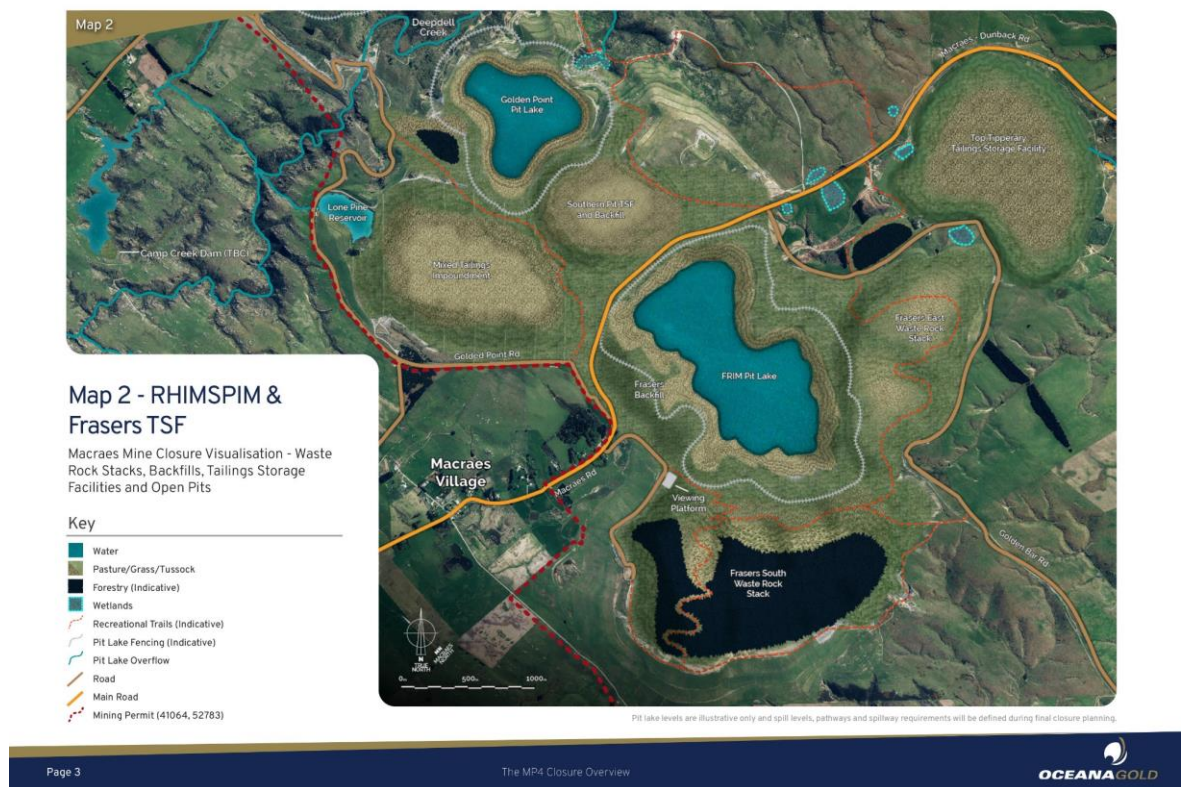 Map 2
Deepdell
Creek
Macraes - Dunback Rd
Golden Point
Pit Lake
Top Tipperary
Tailings Storage Facility
Southern Pit TSF
and Backfill
Lone Pine
Reservoir
Camp Creek Dam (TBC)
Mixed Tailings
Impoundment
Frasers East
Waste Rock
Stack
Golded Point Rd
FRIM Pit Lake
Frasers
Backfill
Map 2 - RHIMSPIM &
Frasers TSF
Macraes Mine Closure Visualisation - Waste
Rock Stacks, Backfills, Tailings Storage
Facilities and Open Pits
Macraes
Village
Macraes Rd
Viewing
Platform
Golden Bar Rd
Frasers South
Waste Rock
Stack
Key
Water
Pasture/Grass/Tussock
Forestry (Indicative)
Wetlands
Recreational Trails (Indicative)
Pit Lake Fencing (Indicative)
Pit Lake Overflow
Road
Main Road
Mining Permit (41064, 52783)
N
TRUE
NORTH
0m 500m 1000m
Pit lake levels are illustrative only and spill levels, pathways and spillway requirements will be defined during final closure planning.
Page 3
The MP4 Closure Overview
OCEANAGOLD